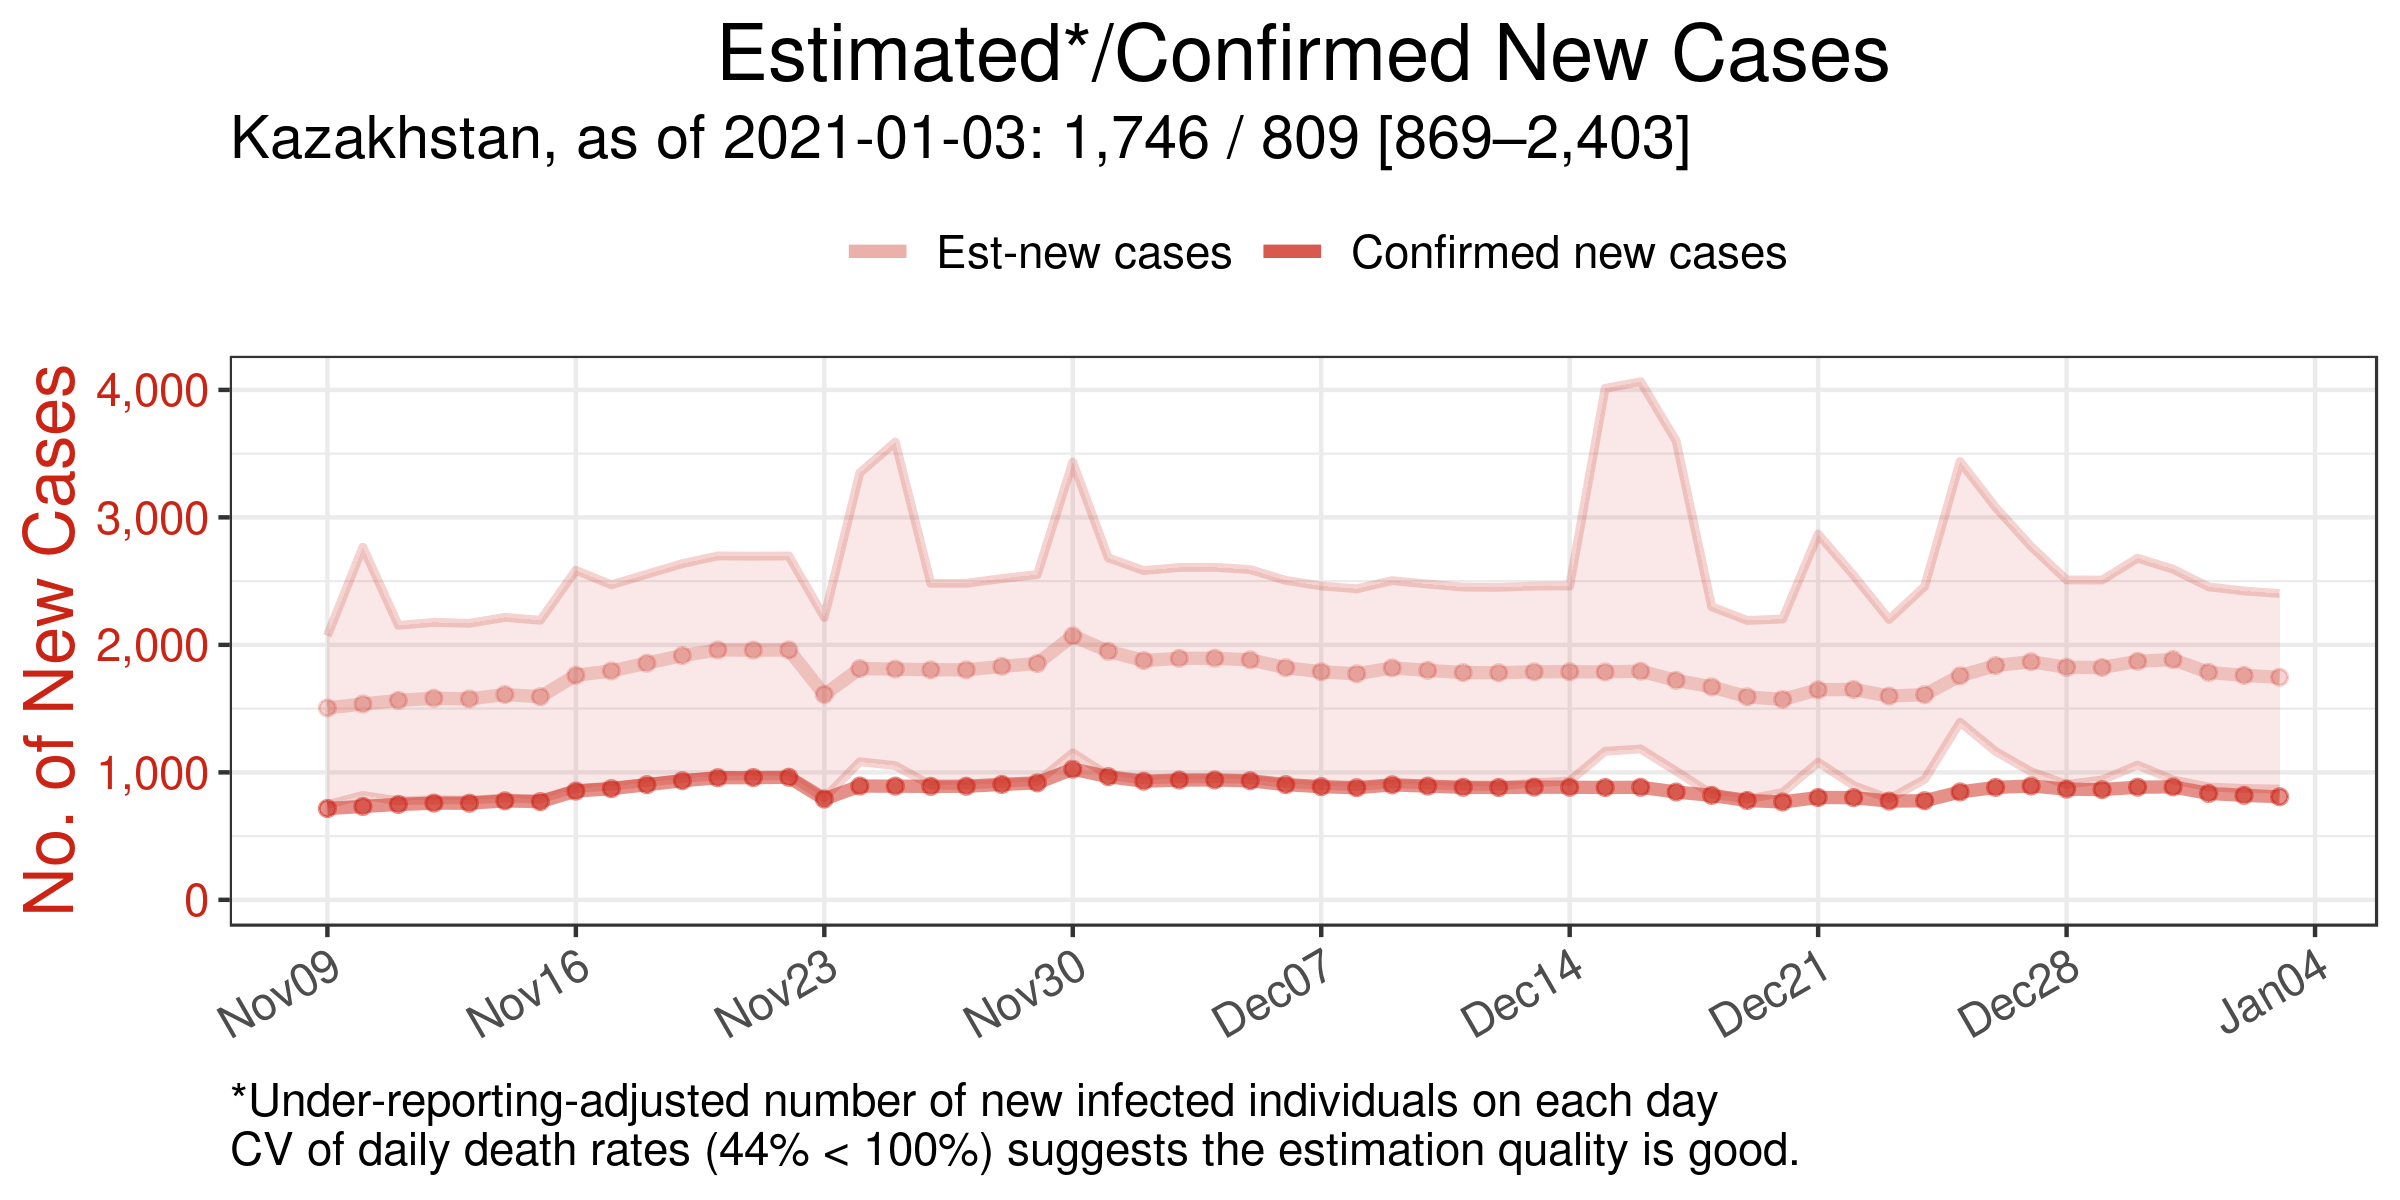 Estimated*/Confirmed New Cases
Kazakhstan, as of 2021-01-03: 1,746 / 809 [869–2,403]
Est-new cases
Confirmed new cases
No. of New Cases
4,000
3,000
2,000
1,000
0
Nov09
Nov16
Nov23
Nov30
Dec07
Dec14
Dec21
Dec28
Jan04
*Under-reporting-adjusted number of new infected individuals on each day
CV of daily death rates (44% < 100%) suggests the estimation quality is good.